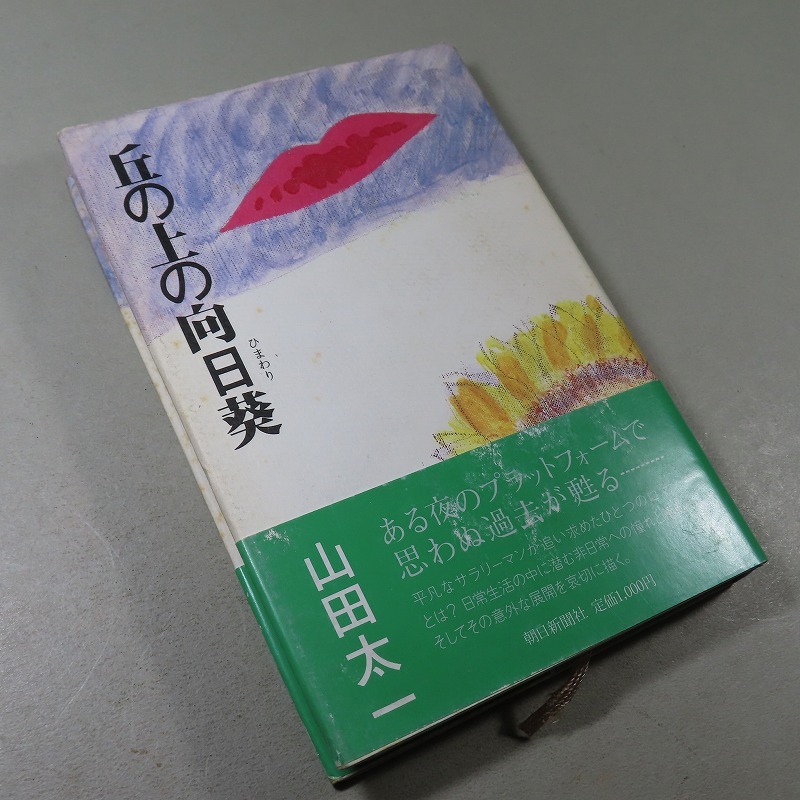 丘の上の向日葵
ひまわり
ある夜のプラットフォームで
思わぬ過去が甦る………
平凡なサラリーマンが追い求めたひとつの
とは？日常生活の中に潜む非日常への憧れ
そしてその意外な展開を哀切に描く。
朝日新聞社 定価1,000円
山田太一